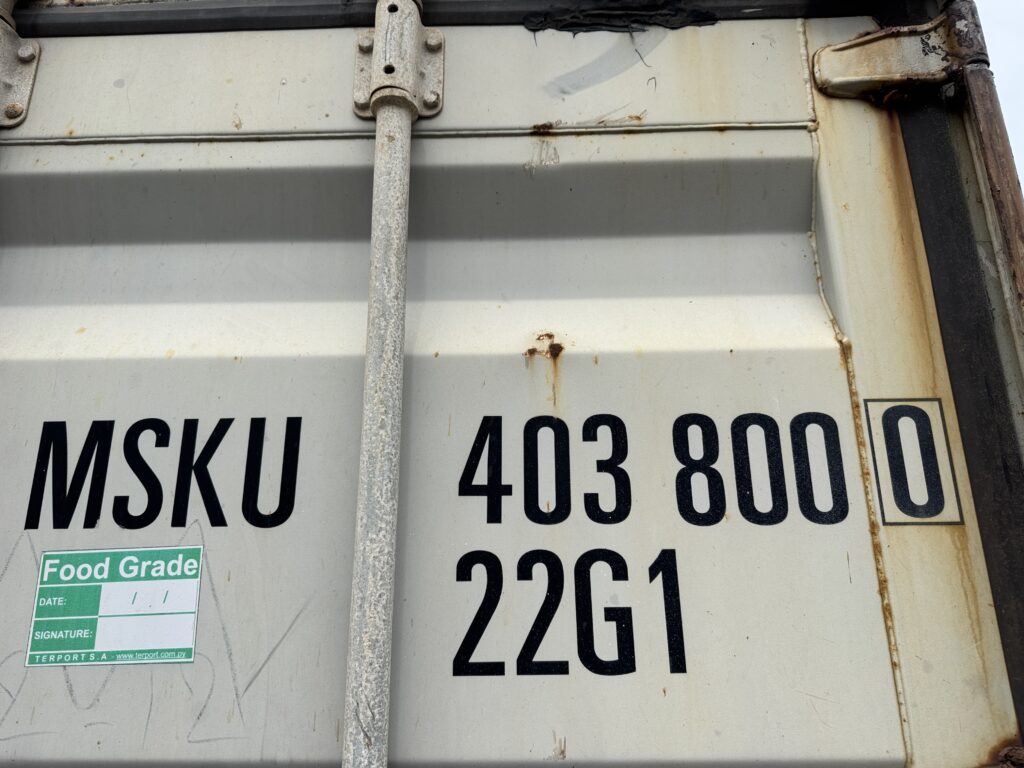 MSKU 403 800 0
22G1
Food Grade
DATE: / /
SIGNATURE:
TERPORT S.A - www.terport.com.py